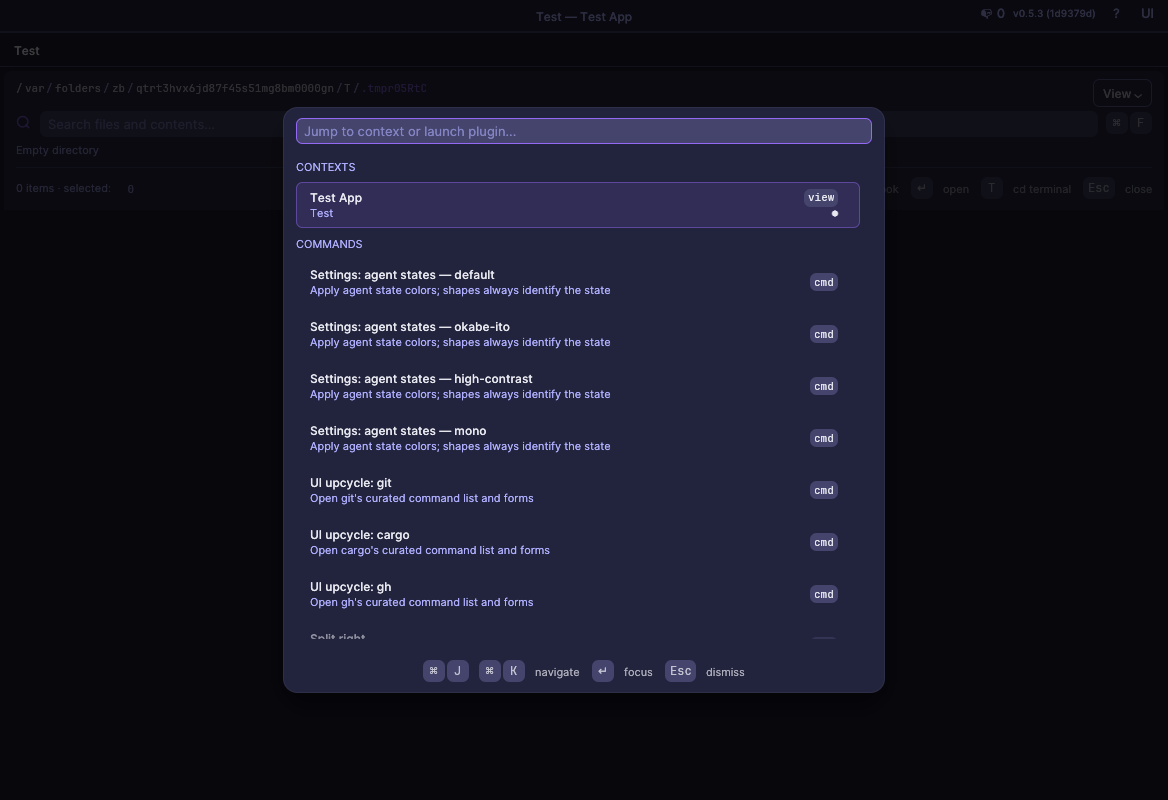 Test — Test App
0 v0.5.3 (1d9379d) ? UI
Test
/var/folders/zb/qtrt3hvx6jd87f45s51mg8bm0000gn/T/.tmpr05RtC
View
Search files and contents...
⌘ F
Empty directory
0 items · selected: 0
ok ↵ open T cd terminal Esc close
Jump to context or launch plugin...
CONTEXTS
Test App view
Test
COMMANDS
Settings: agent states — default
Apply agent state colors; shapes always identify the state
cmd
Settings: agent states — okabe-ito
Apply agent state colors; shapes always identify the state
cmd
Settings: agent states — high-contrast
Apply agent state colors; shapes always identify the state
cmd
Settings: agent states — mono
Apply agent state colors; shapes always identify the state
cmd
UI upcycle: git
Open git's curated command list and forms
cmd
UI upcycle: cargo
Open cargo's curated command list and forms
cmd
UI upcycle: gh
Open gh's curated command list and forms
cmd
Split right
⌘ J ⌘ K navigate ↵ focus Esc dismiss